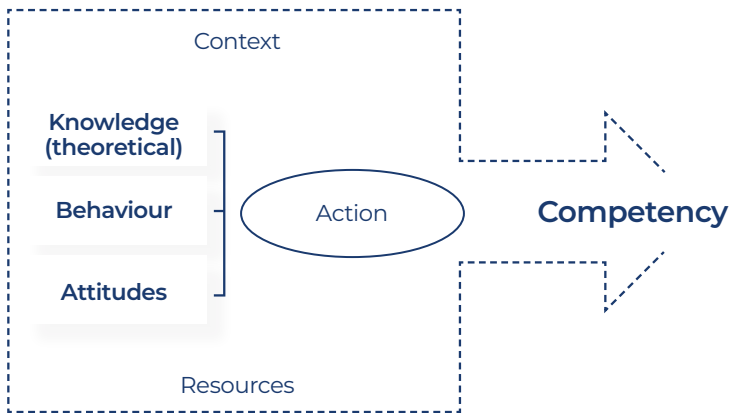 Context
Knowledge
(theoretical)
Behaviour
Action
Competency
Attitudes
Resources